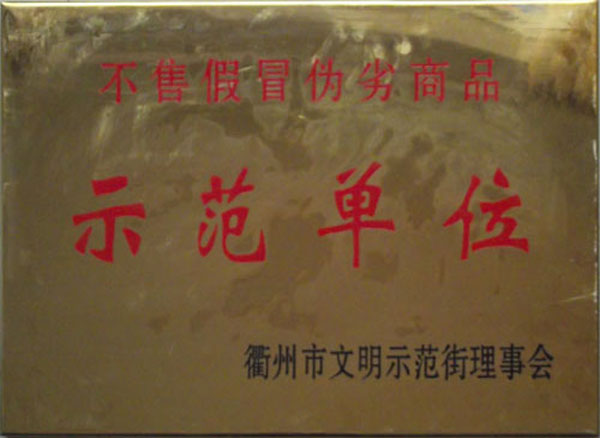 不售假冒伪劣商品
示范单位
衢州市文明示范街理事会